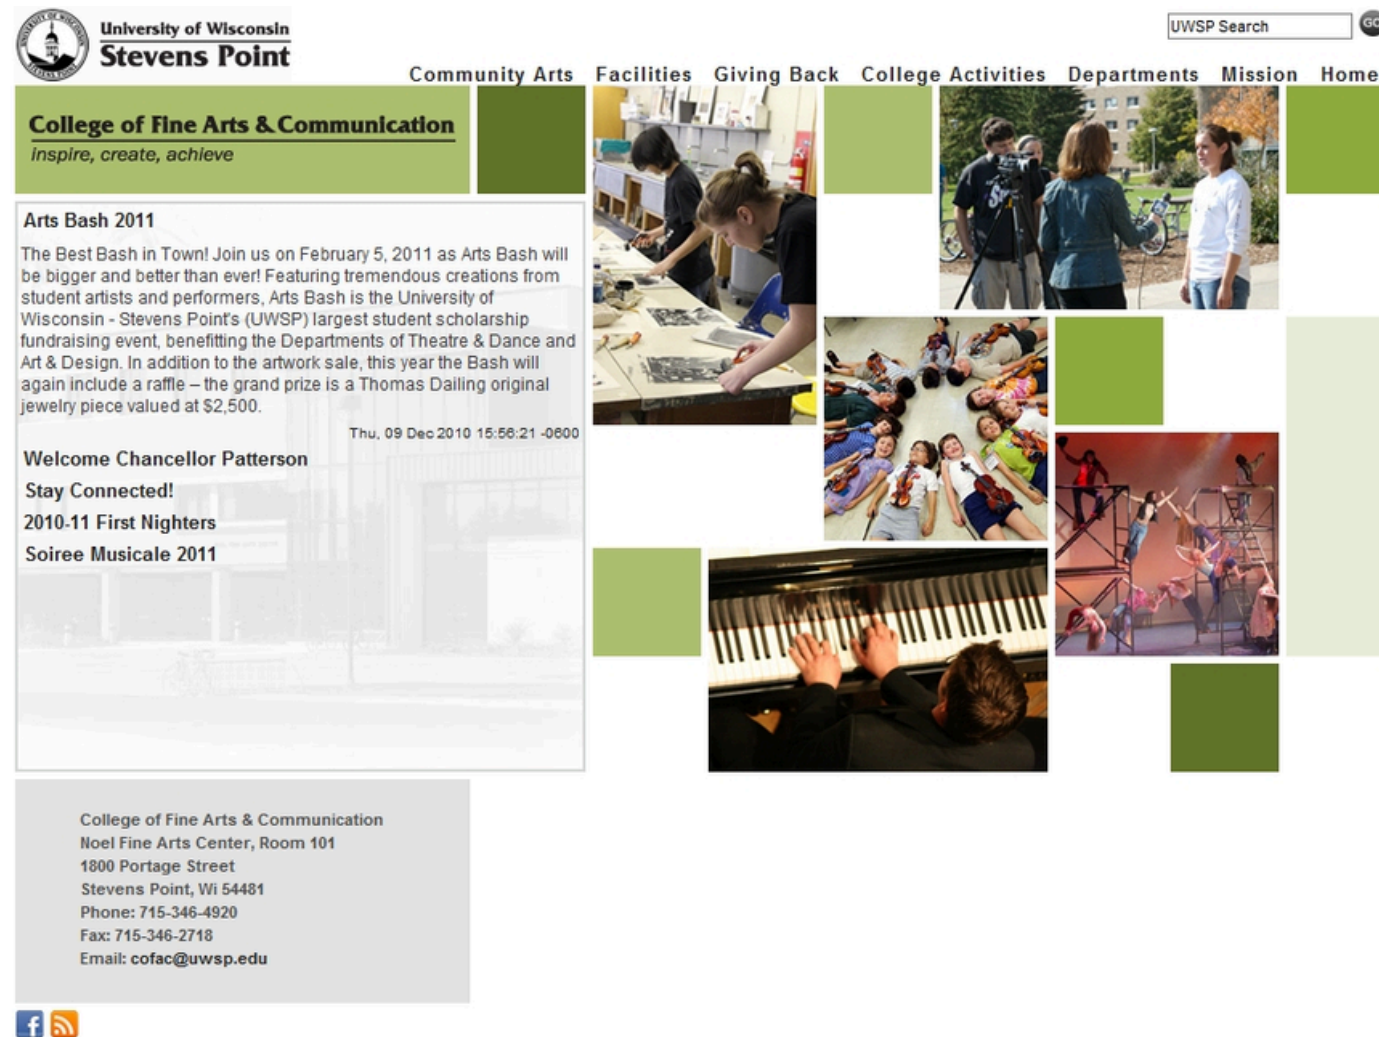 University of Wisconsin
Stevens Point
UWSP Search
GO
Community Arts Facilities Giving Back College Activities Departments Mission Home
College of Fine Arts & Communication
inspire, create, achieve
Arts Bash 2011
The Best Bash in Town! Join us on February 5, 2011 as Arts Bash will
be bigger and better than ever! Featuring tremendous creations from
student artists and performers, Arts Bash is the University of
Wisconsin - Stevens Point's (UWSP) largest student scholarship
fundraising event, benefitting the Departments of Theatre & Dance and
Art & Design. In addition to the artwork sale, this year the Bash will
again include a raffle – the grand prize is a Thomas Dailing original
jewelry piece valued at $2,500.
Thu, 09 Dec 2010 15:56:21 -0600
Welcome Chancellor Patterson
Stay Connected!
2010-11 First Nighters
Soiree Musicale 2011
College of Fine Arts & Communication
Noel Fine Arts Center, Room 101
1800 Portage Street
Stevens Point, Wi 54481
Phone: 715-346-4920
Fax: 715-346-2718
Email: cofac@uwsp.edu